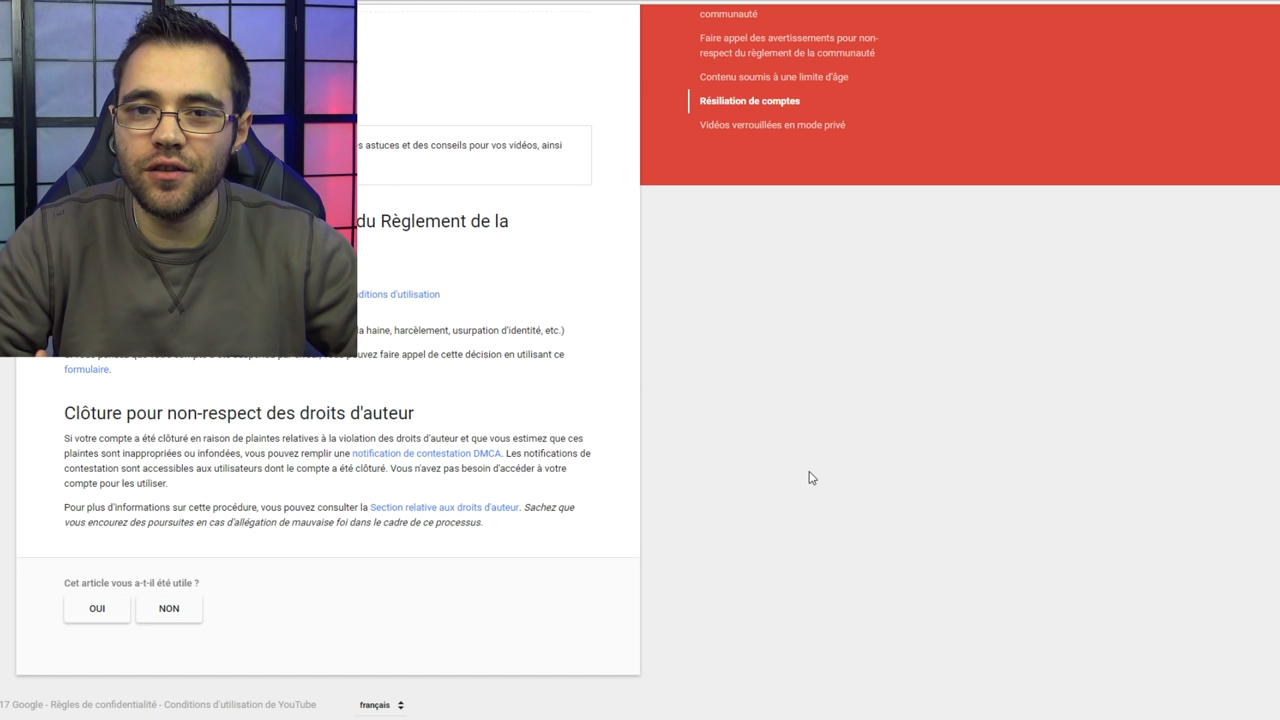 communauté
Faire appel des avertissements pour non-
respect du règlement de la communauté
Contenu soumis à une limite d'âge
Résiliation de comptes
Vidéos verrouillées en mode privé
s astuces et des conseils pour vos vidéos, ainsi
du Règlement de la
nditions d'utilisation
la haine, harcèlement, usurpation d'identité, etc.)
pouvez faire appel de cette décision en utilisant ce
formulaire.
Clôture pour non-respect des droits d'auteur
Si votre compte a été clôturé en raison de plaintes relatives à la violation des droits d'auteur et que vous estimez que ces
plaintes sont inappropriées ou infondées, vous pouvez remplir une notification de contestation DMCA. Les notifications de
contestation sont accessibles aux utilisateurs dont le compte a été clôturé. Vous n'avez pas besoin d'accéder à votre
compte pour les utiliser.
Pour plus d'informations sur cette procédure, vous pouvez consulter la Section relative aux droits d'auteur. Sachez que
vous encourez des poursuites en cas d'allégation de mauvaise foi dans le cadre de ce processus.
Cet article vous a-t-il été utile ?
OUI
NON
17 Google - Règles de confidentialité - Conditions d'utilisation de YouTube
français